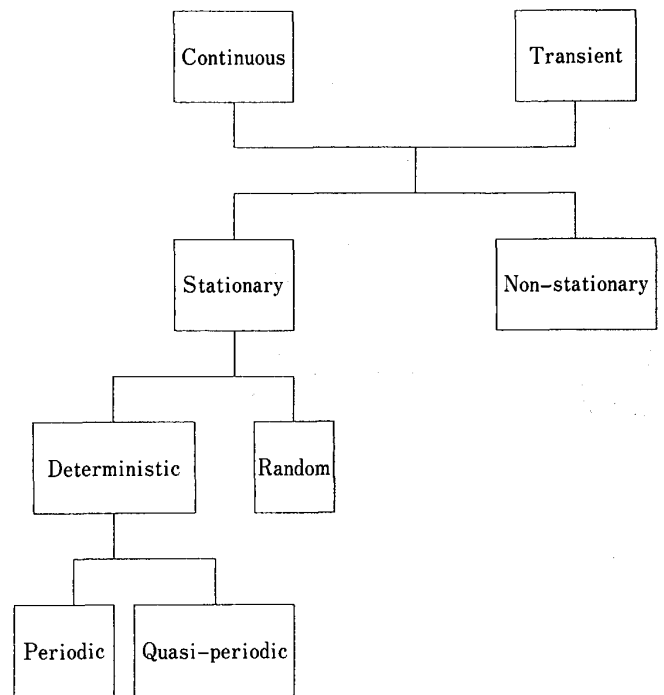 Continuous
Transient
Stationary
Non-stationary
Deterministic
Random
Periodic
Quasi-periodic